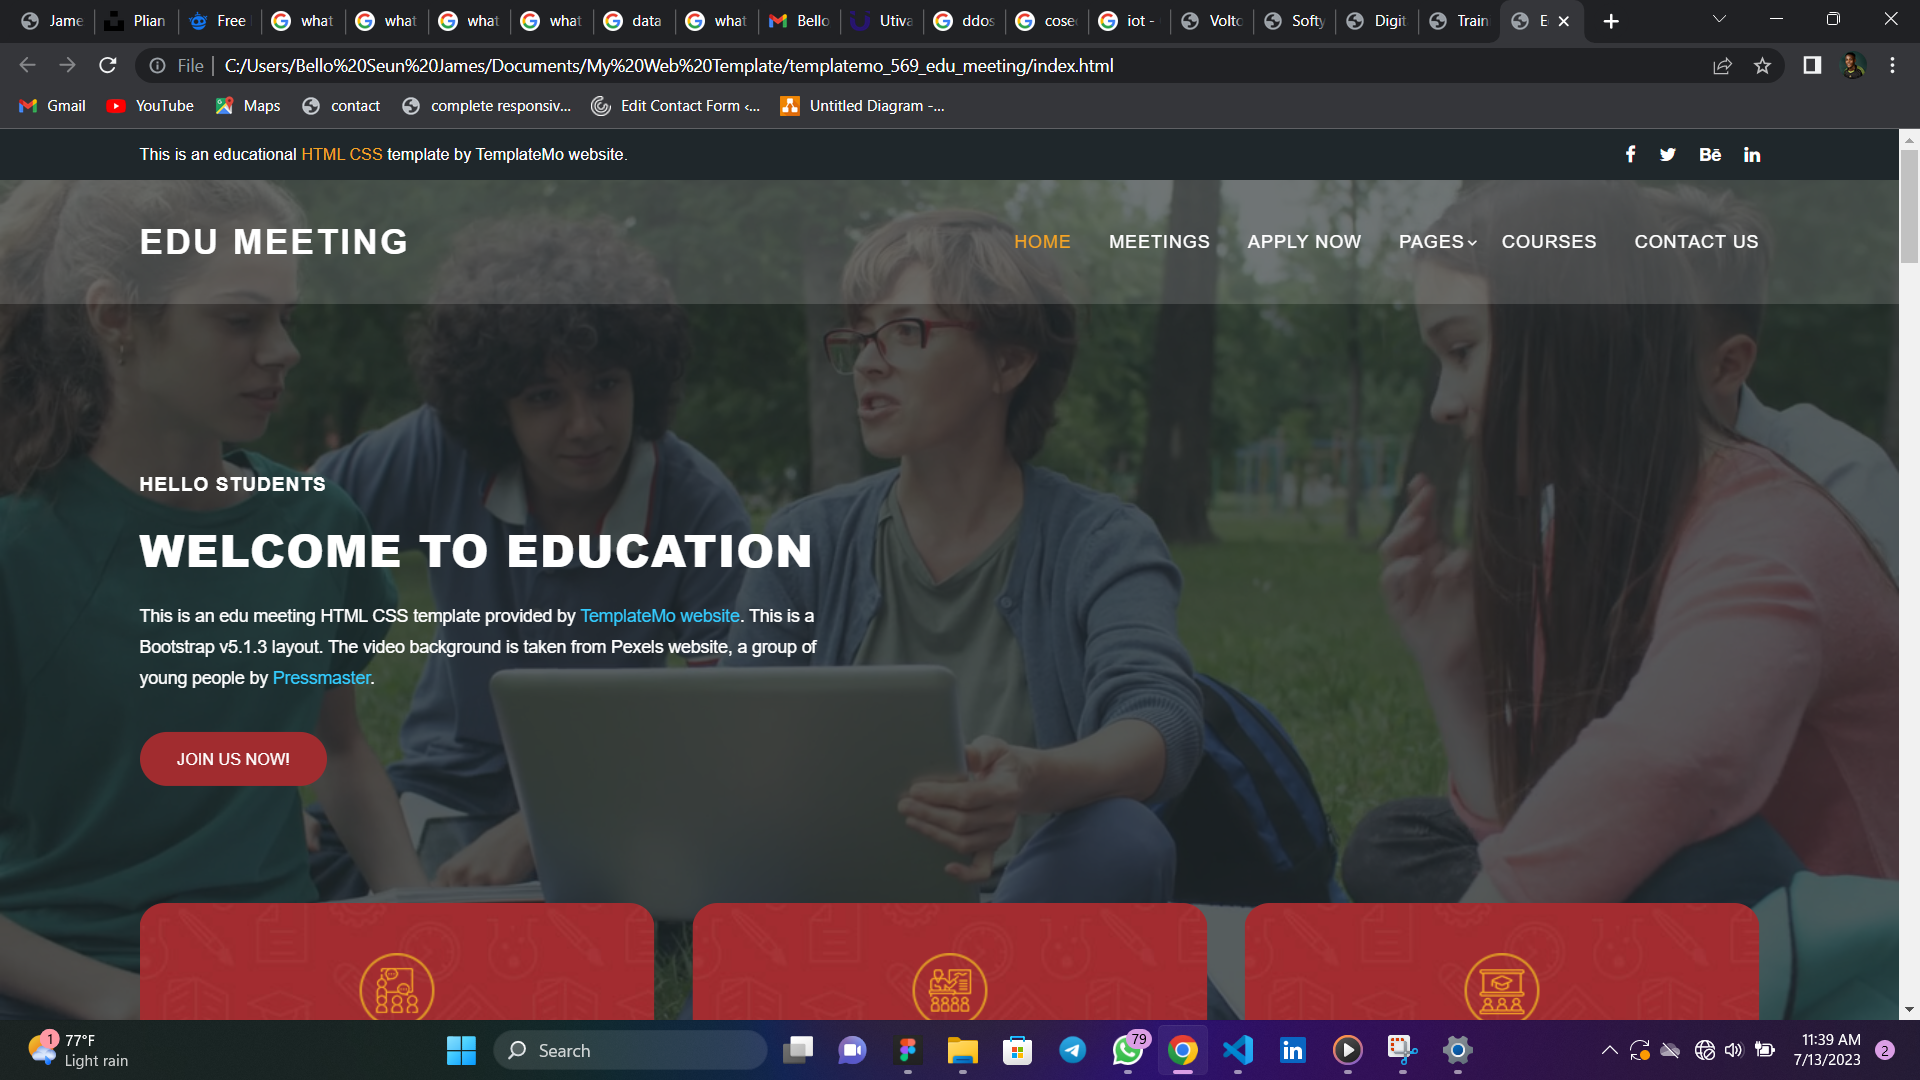 Jame
Plian
Free
what
what
what
what
data
what
Bello
Utiva
ddos
iot -
Volto
Softy
Digit
Train
File
C:/Users/Bello%20Seun%20James/Documents/My%20Web%20Template/templatemo_569_edu_meeting/index.html
Gmail
YouTube
Maps
contact
complete responsiv...
Edit Contact Form ‹...
Untitled Diagram -...
This is an educational HTML CSS template by TemplateMo website.
EDU MEETING
HOME
MEETINGS
APPLY NOW
PAGES
COURSES
CONTACT US
HELLO STUDENTS
WELCOME TO EDUCATION
This is an edu meeting HTML CSS template provided by TemplateMo website. This is a
Bootstrap v5.1.3 layout. The video background is taken from Pexels website, a group of
young people by Pressmaster.
JOIN US NOW!
1
77°F
Light rain
Search
79
11:39 AM
7/13/2023
2